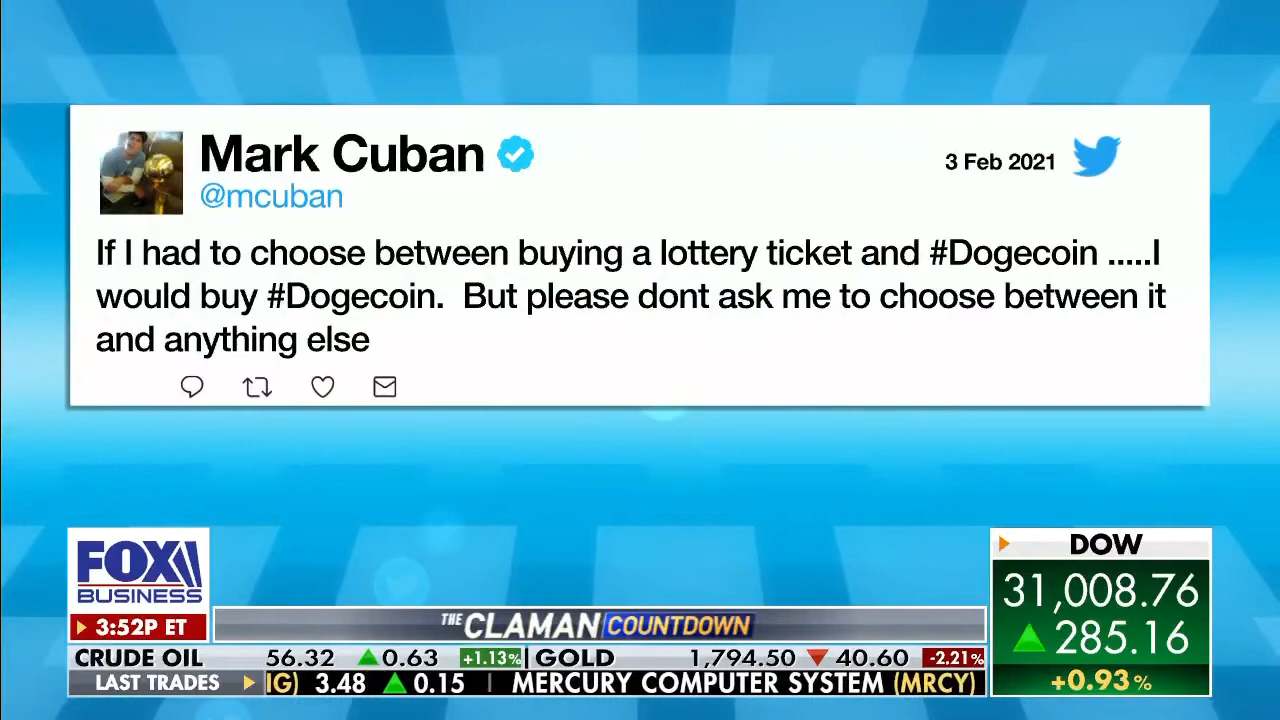 Mark Cuban
@mcuban
3 Feb 2021
If I had to choose between buying a lottery ticket and #Dogecoin .....I
would buy #Dogecoin.  But please dont ask me to choose between it
and anything else
FOX
BUSINESS
3:52P ET
THE CLAMAN COUNTDOWN
CRUDE OIL 56.32 ▲0.63 +1.13% GOLD 1,794.50 ▼ 40.60 -2.21%
LAST TRADES IG) 3.48 ▲ 0.15 MERCURY COMPUTER SYSTEM (MRCY)
DOW
31,008.76
▲ 285.16
+0.93%